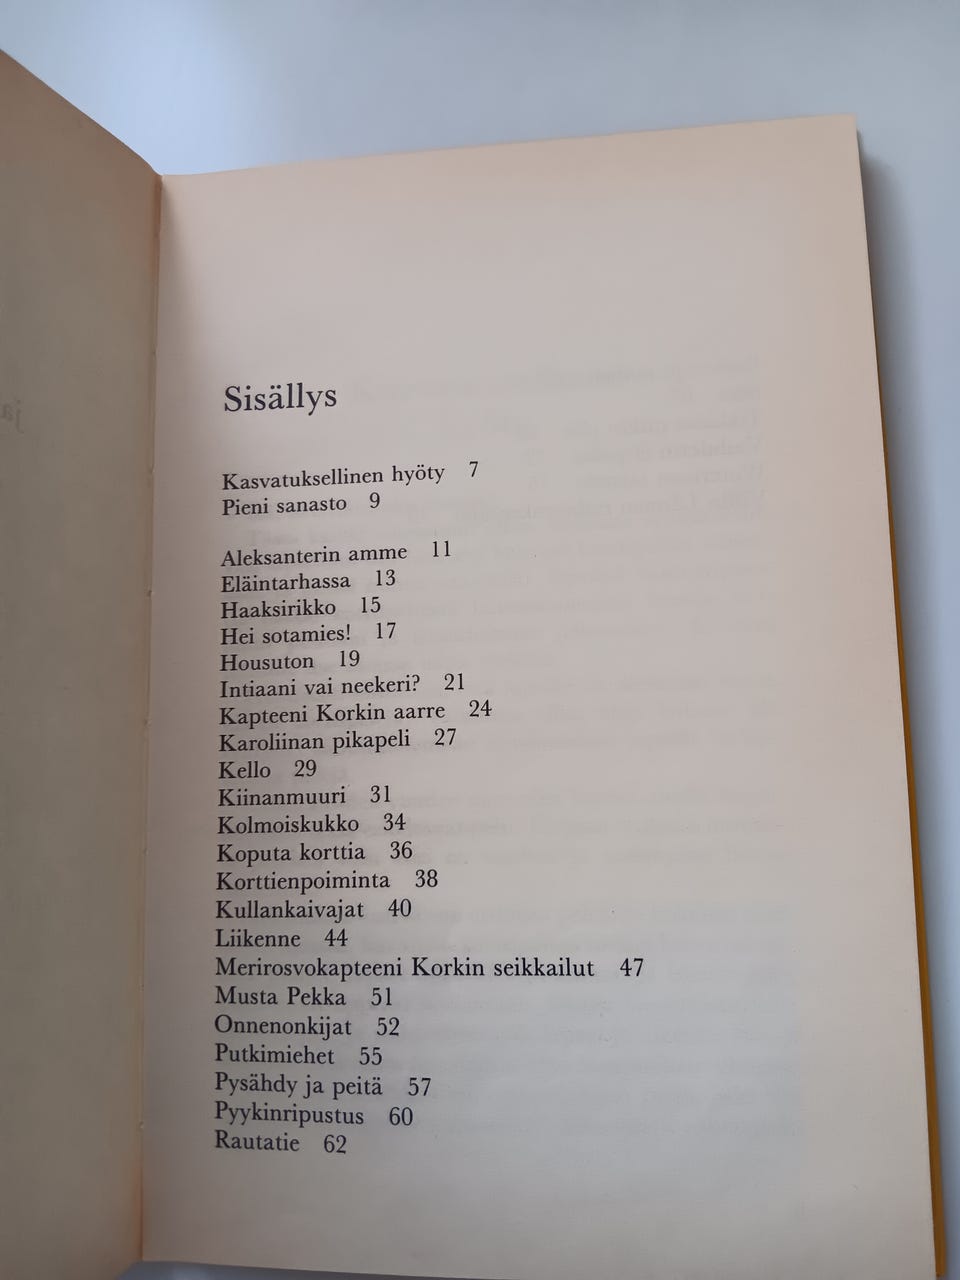 Sisällys
Kasvatuksellinen hyöty 7
Pieni sanasto 9
Aleksanterin amme 11
Eläintarhassa 13
Haaksirikko 15
Hei sotamies! 17
Housuton 19
Intiaani vai neekeri? 21
Kapteeni Korkin aarre 24
Karoliinan pikapeli 27
Kello 29
Kiinanmuuri 31
Kolmoiskukko 34
Koputa korttia 36
Korttienpoiminta 38
Kullankaivajat 40
Liikenne 44
Merirosvokapteeni Korkin seikkailut 47
Musta Pekka 51
Onnenonkijat 52
Putkimiehet 55
Pysähdy ja peitä 57
Pyykinripustus 60
Rautatie 62